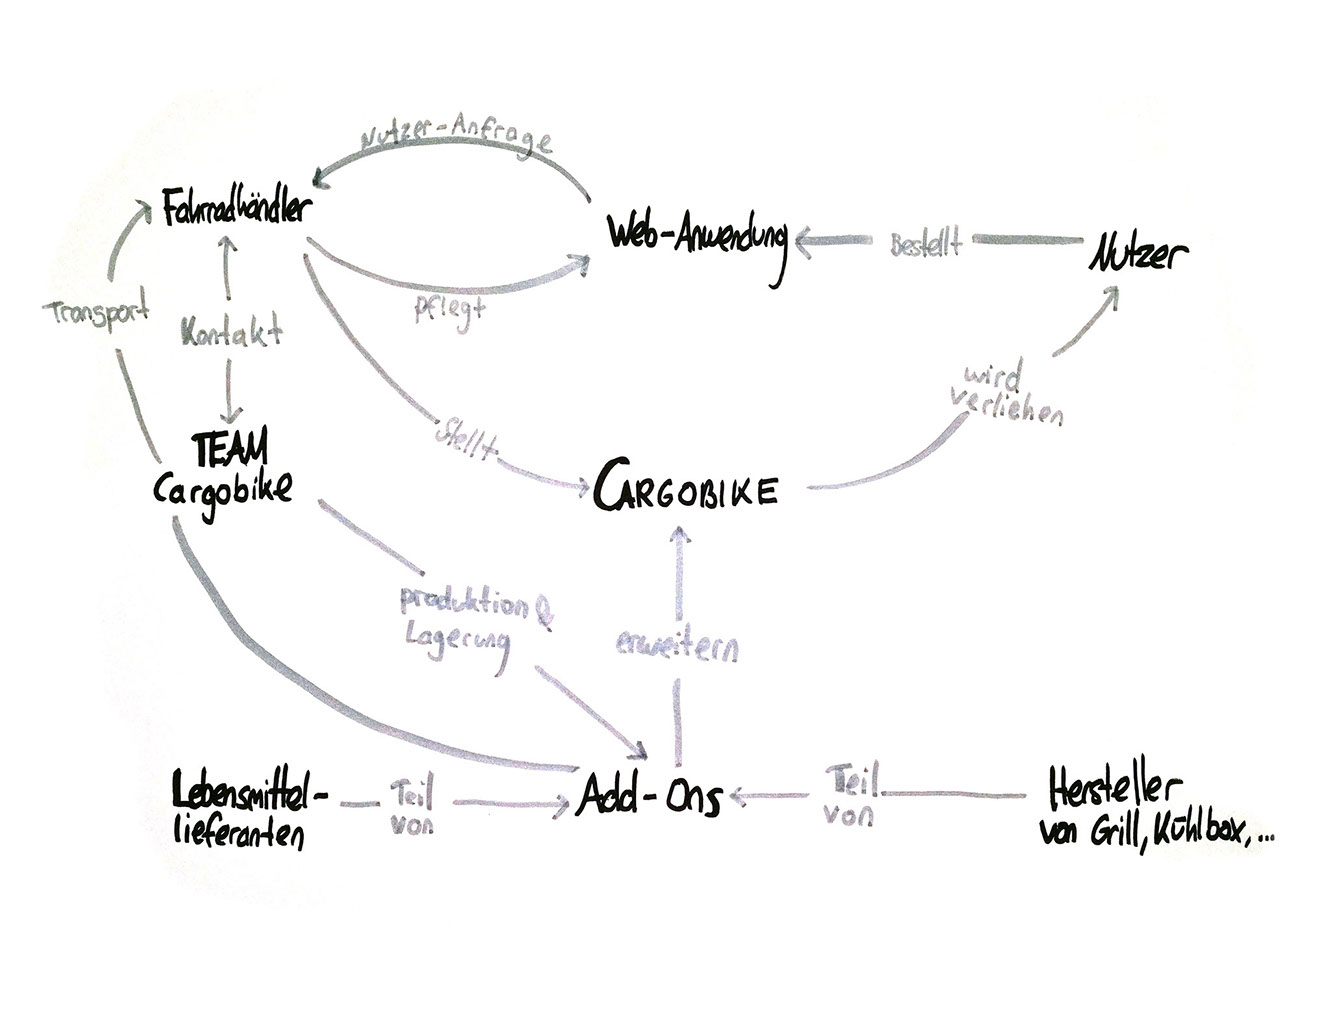 Nutzer-Anfrage
Fahrradhändler
Web-Anwendung
Bestellt
Nutzer
Transport
Kontakt
pflegt
wird
verliehen
Stellt
TEAM
Cargobike
CARGOBIKE
produktion &
Lagerung
erweitern
Lebensmittel-
lieferanten
Teil
von
Add-Ons
Teil
von
Hersteller
von Grill, Kühlbox, ...